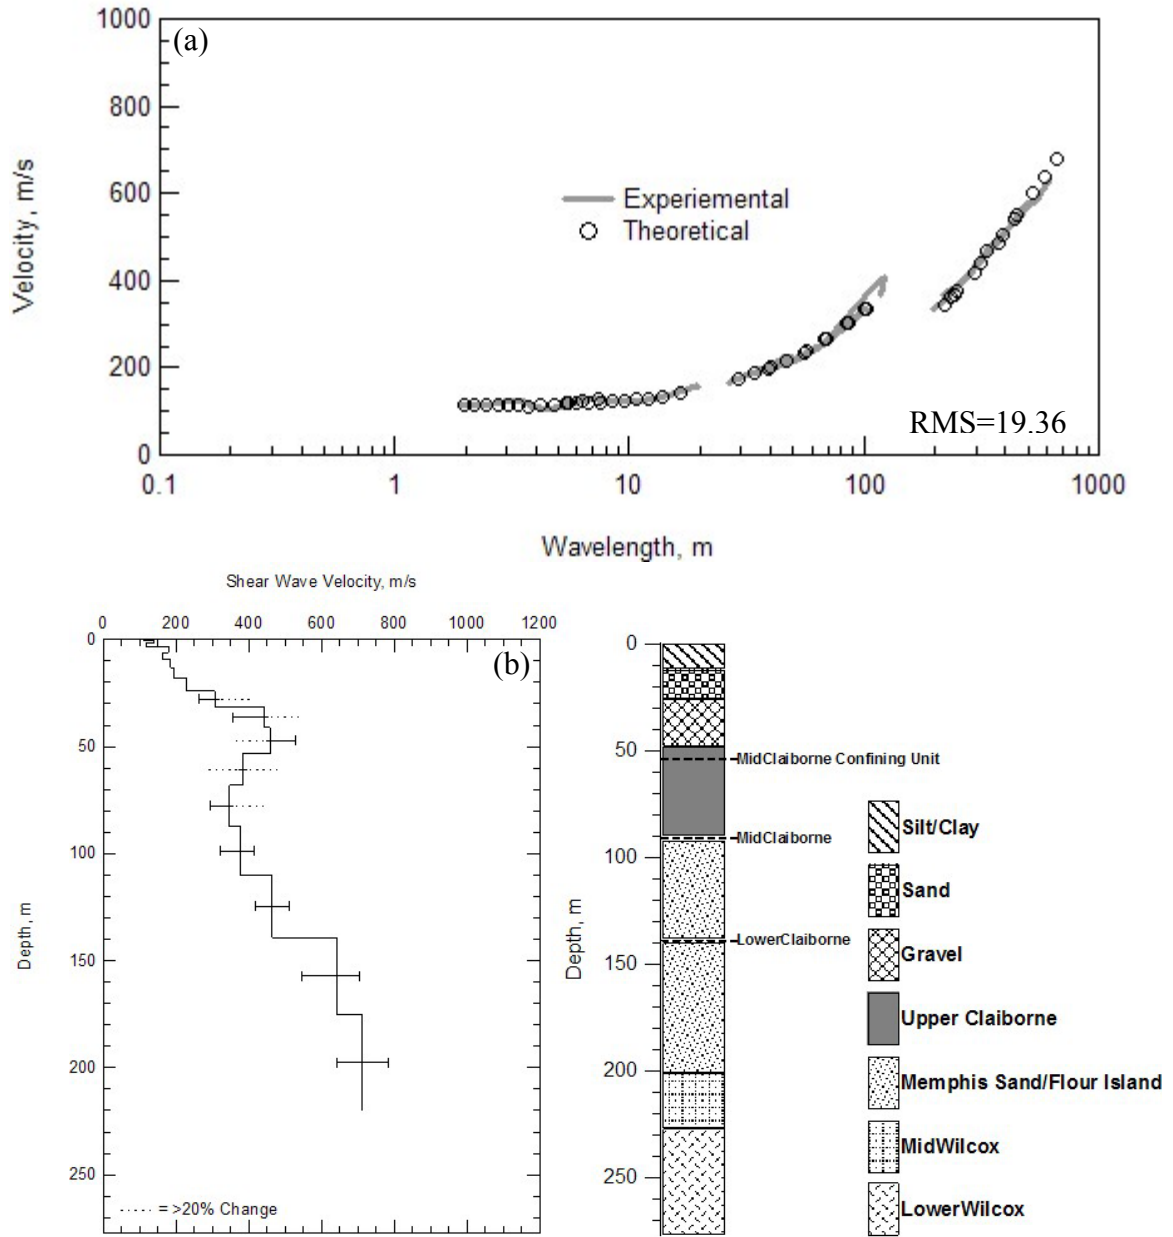 1000
(a)
800
600
400
200
0
Velocity, m/s
Experiemental
Theoretical
RMS=19.36
0.1 1 10 100 1000
Wavelength, m
Shear Wave Velocity, m/s
0 200 400 600 800 1000 1200
(b)
0
50
100
150
200
250
Depth, m
= >20% Change
0
50
100
150
200
250
Depth, m
MidClaiborne Confining Unit
MidClaiborne
LowerClaiborne
Silt/Clay
Sand
Gravel
Upper Claiborne
Memphis Sand/Flour Island
MidWilcox
LowerWilcox